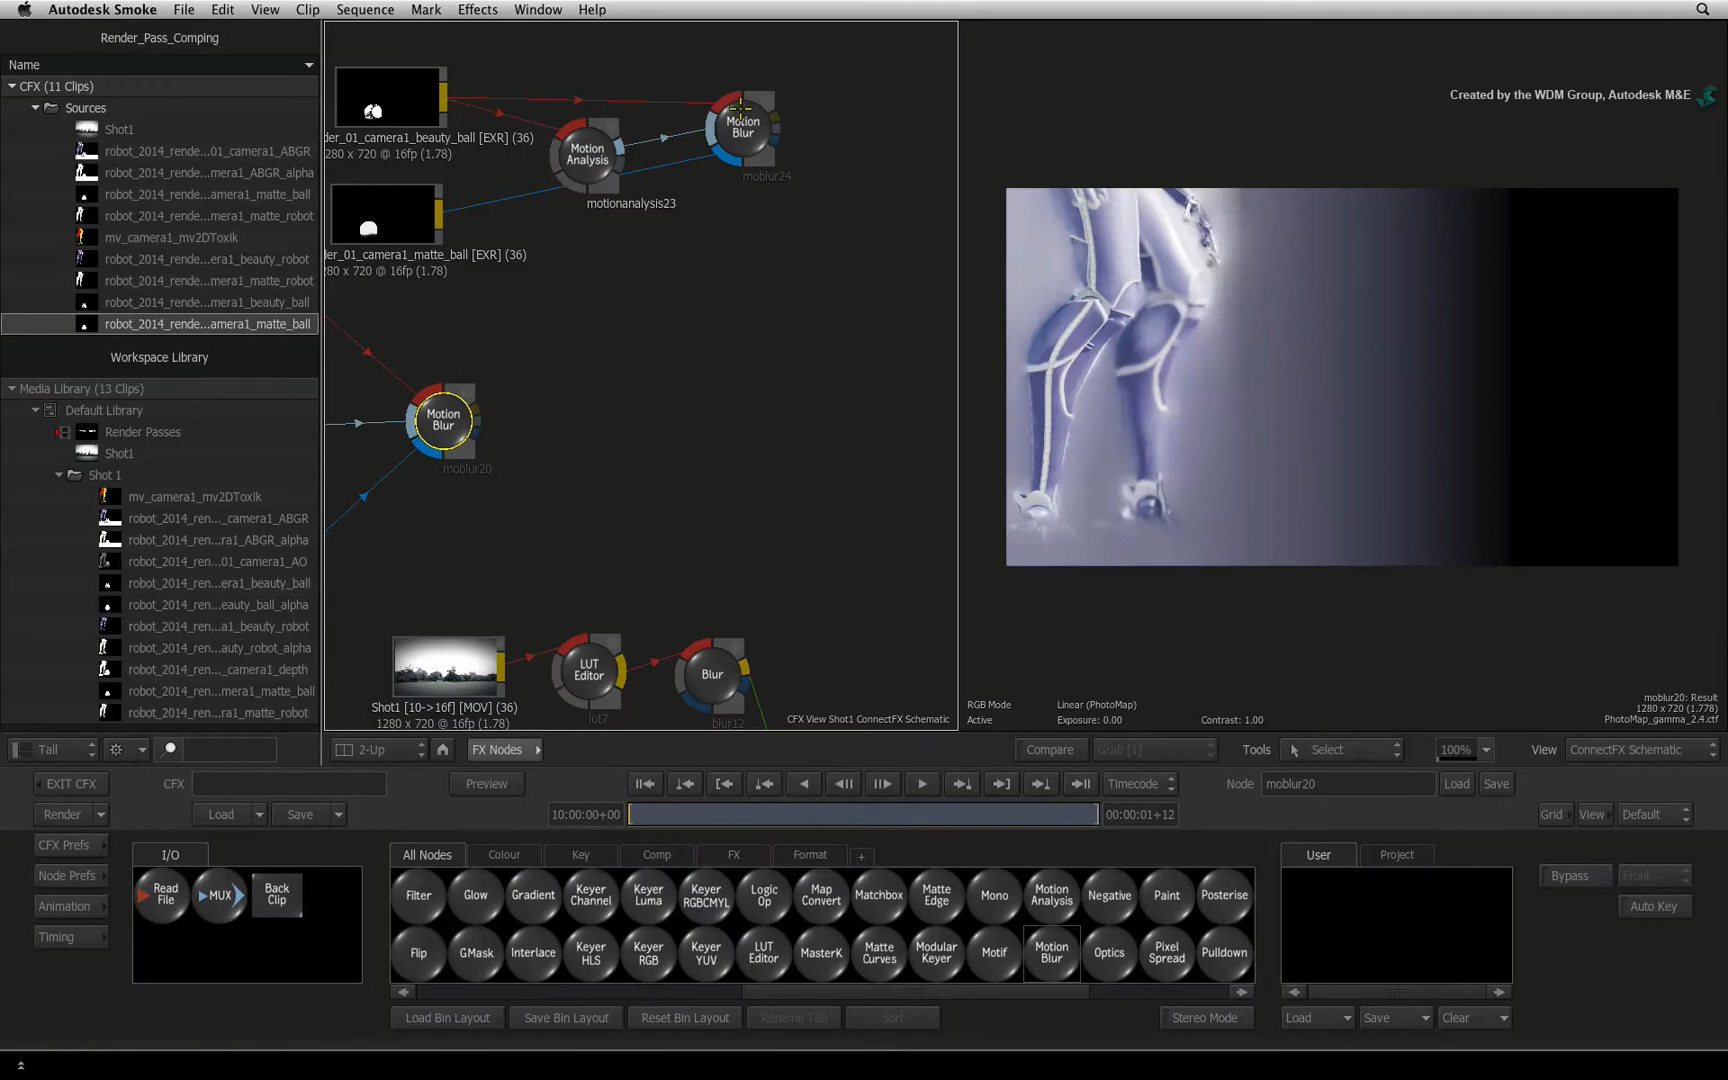 Autodesk Smoke File Edit View Clip Sequence Mark Effects Window Help
Render_Pass_Comping
Name
CFX (11 Clips)
Sources
Shot1
robot_2014_rende...01_camera1_ABGR
robot_2014_rende...mera1_ABGR_alpha
robot_2014_rende...amera1_matte_ball
robot_2014_rende...mera1_matte_robot
mv_camera1_mv2DToxik
robot_2014_rende...era1_beauty_robot
robot_2014_rende...mera1_matte_robot
robot_2014_rende...mera1_beauty_ball
robot_2014_rende...amera1_matte_ball
Workspace Library
Media Library (13 Clips)
Default Library
Render Passes
Shot1
Shot 1
mv_camera1_mv2DToxik
robot_2014_ren..._camera1_ABGR
robot_2014_ren...ra1_ABGR_alpha
robot_2014_ren...01_camera1_AO
robot_2014_ren...era1_beauty_ball
robot_2014_ren...eauty_ball_alpha
robot_2014_ren...a1_beauty_robot
robot_2014_ren...auty_robot_alpha
robot_2014_ren..._camera1_depth
robot_2014_ren...mera1_matte_ball
robot_2014_ren...ra1_matte_robot
der_01_camera1_beauty_ball [EXR] (36)
280 x 720 @ 16fp (1.78)
Motion
Analysis
motionanalysis23
Motion
Blur
moblur24
der_01_camera1_matte_ball [EXR] (36)
280 x 720 @ 16fp (1.78)
Motion
Blur
moblur20
Shot1 [10->16f] [MOV] (36)
1280 x 720 @ 16fp (1.78)
LUT
Editor
lut7
Blur
blur12
CFX View Shot1 ConnectFX Schematic
Created by the WDM Group, Autodesk M&E
RGB Mode Linear (PhotoMap)
Active Exposure: 0.00 Contrast: 1.00
moblur20: Result
1280 x 720 (1.778)
PhotoMap_gamma_2.4.ctf
Tall 2-Up FX Nodes Compare Grab [1] Tools Select 100% View ConnectFX Schematic
EXIT CFX CFX Preview Timecode Node moblur20 Load Save
Render Load Save 10:00:00+00 00:00:01+12 Grid View Default
CFX Prefs
Node Prefs
Animation
Timing
I/O
Read
File
MUX
Back
Clip
All Nodes Colour Key Comp FX Format +
Filter Glow Gradient Keyer
Channel Keyer
Luma Keyer
RGBCMYL Logic
Op Map
Convert Matchbox Matte
Edge Mono Motion
Analysis Negative Paint Posterise
Flip GMask Interlace Keyer
HLS Keyer
RGB Keyer
YUV LUT
Editor MasterK Matte
Curves Modular
Keyer Motif Motion
Blur Optics Pixel
Spread Pulldown
Load Bin Layout Save Bin Layout Reset Bin Layout Rename Tab Sort Stereo Mode
User Project
Load Save Clear
Bypass Front
Auto Key